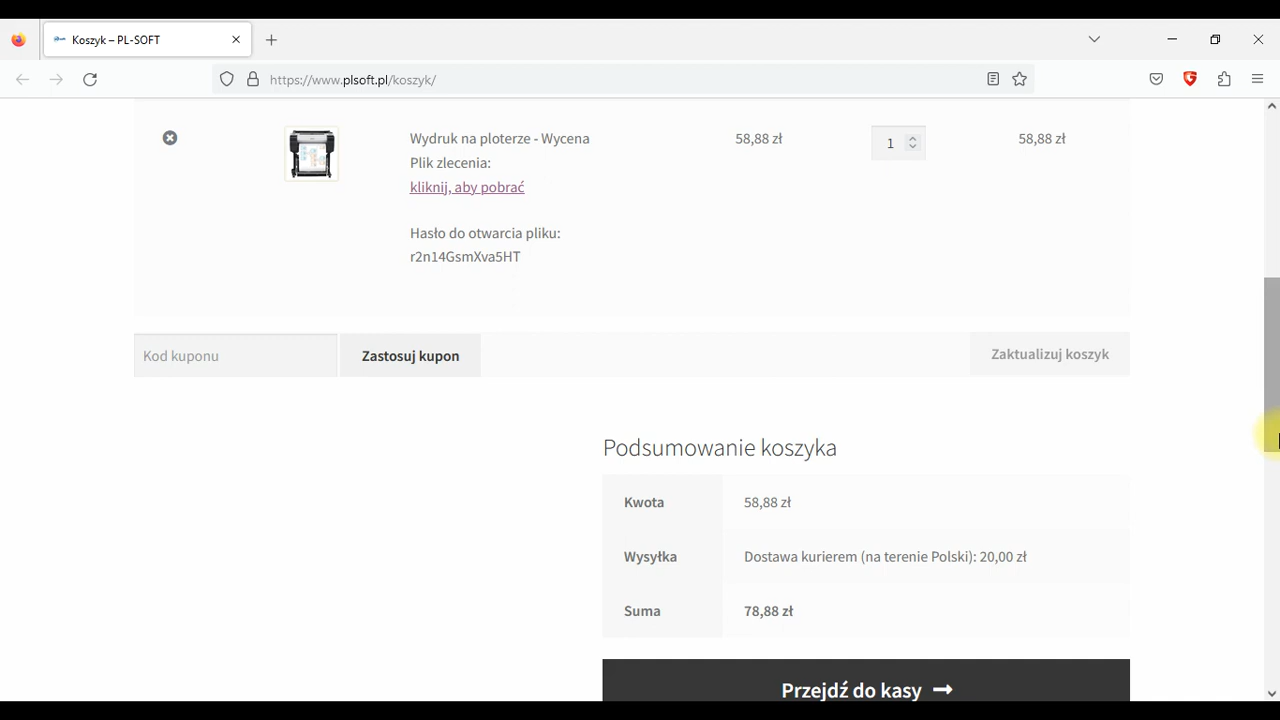 Koszyk – PL-SOFT
https://www.plsoft.pl/koszyk/
Wydruk na ploterze - Wycena 58,88 zł 1 58,88 zł
Plik zlecenia:
kliknij, aby pobrać
Hasło do otwarcia pliku:
r2n14GsmXva5HT
Kod kuponu Zastosuj kupon Zaktualizuj koszyk
Podsumowanie koszyka
Kwota 58,88 zł
Wysyłka Dostawa kurierem (na terenie Polski): 20,00 zł
Suma 78,88 zł
Przejdź do kasy →